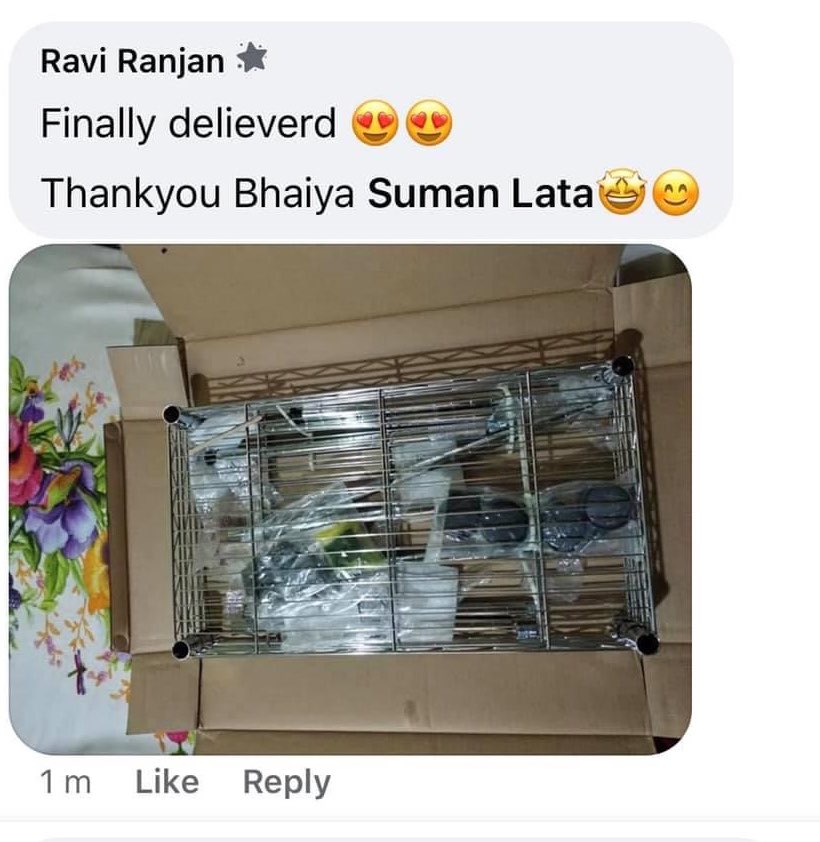 Ravi Ranjan
Finally delieverd 😍😍
Thankyou Bhaiya Suman Lata🤩😊
1 m Like Reply